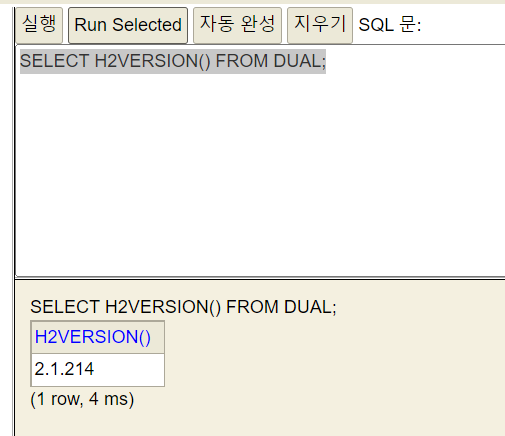 실행 Run Selected 자동 완성 지우기 SQL 문:
SELECT H2VERSION() FROM DUAL;
SELECT H2VERSION() FROM DUAL;
H2VERSION()
2.1.214
(1 row, 4 ms)